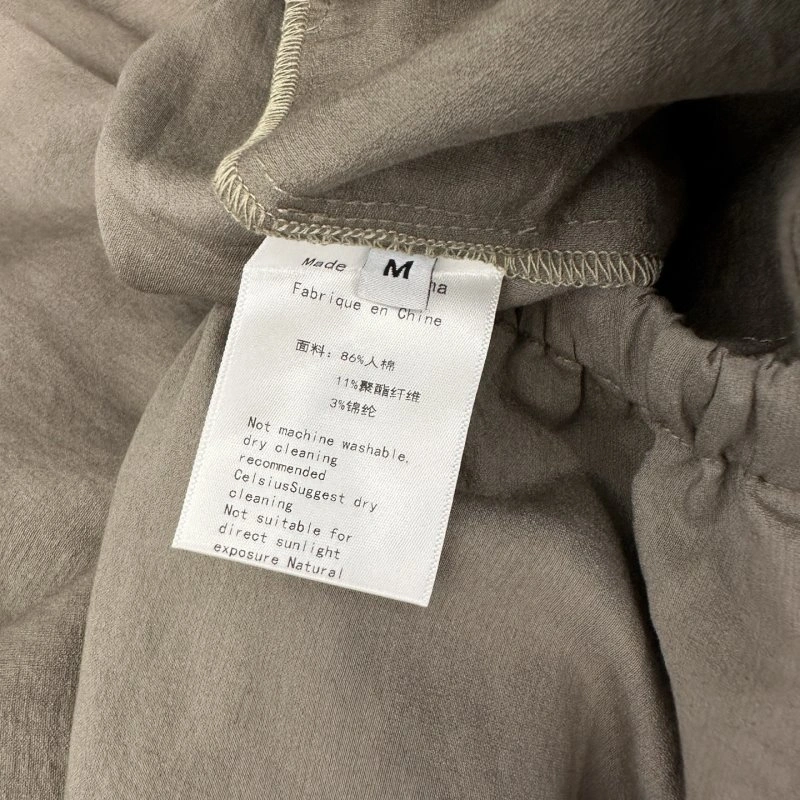 M
Made
Fabrique en Chine
面料：86%人棉
11%聚酯纤维
3%锦纶
Not machine washable,
dry cleaning
recommended
CelsiusSuggest dry
cleaning
Not suitable for
direct sunlight
exposure Natural